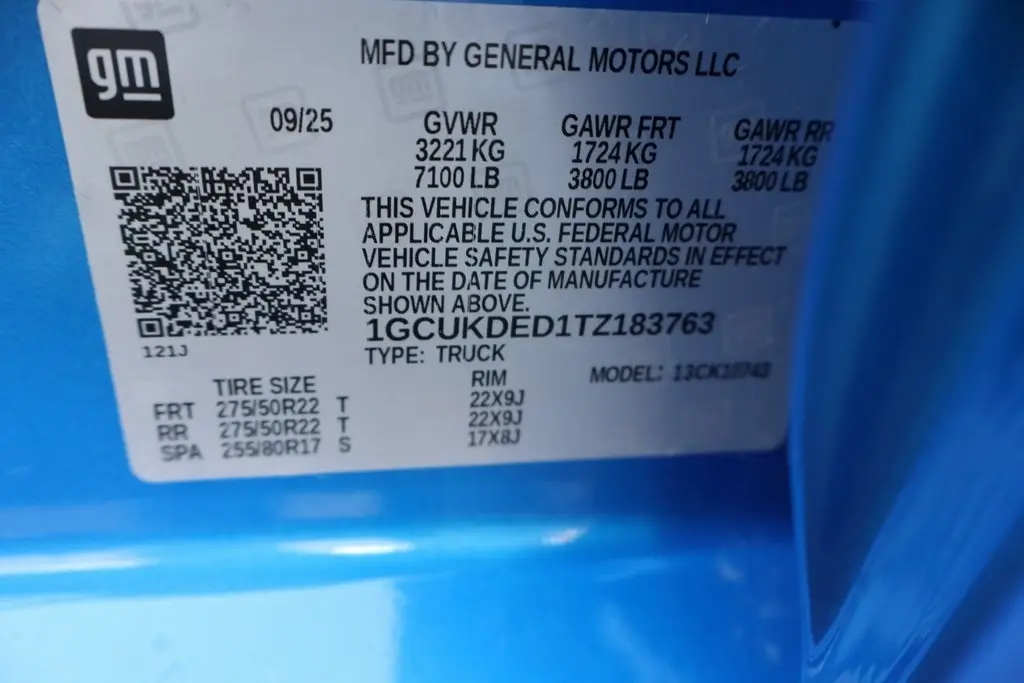 gm
MFD BY GENERAL MOTORS LLC
09/25
GVWR GAWR FRT GAWR RR
3221 KG 1724 KG 1724 KG
7100 LB 3800 LB 3800 LB
THIS VEHICLE CONFORMS TO ALL
APPLICABLE U.S. FEDERAL MOTOR
VEHICLE SAFETY STANDARDS IN EFFECT
ON THE DATE OF MANUFACTURE
SHOWN ABOVE.
1GCUKDED1TZ183763
121J
TYPE: TRUCK
TIRE SIZE RIM MODEL:
FRT 275/50R22 T 22X9J
RR 275/50R22 T 22X9J
SPA 255/80R17 S 17X8J